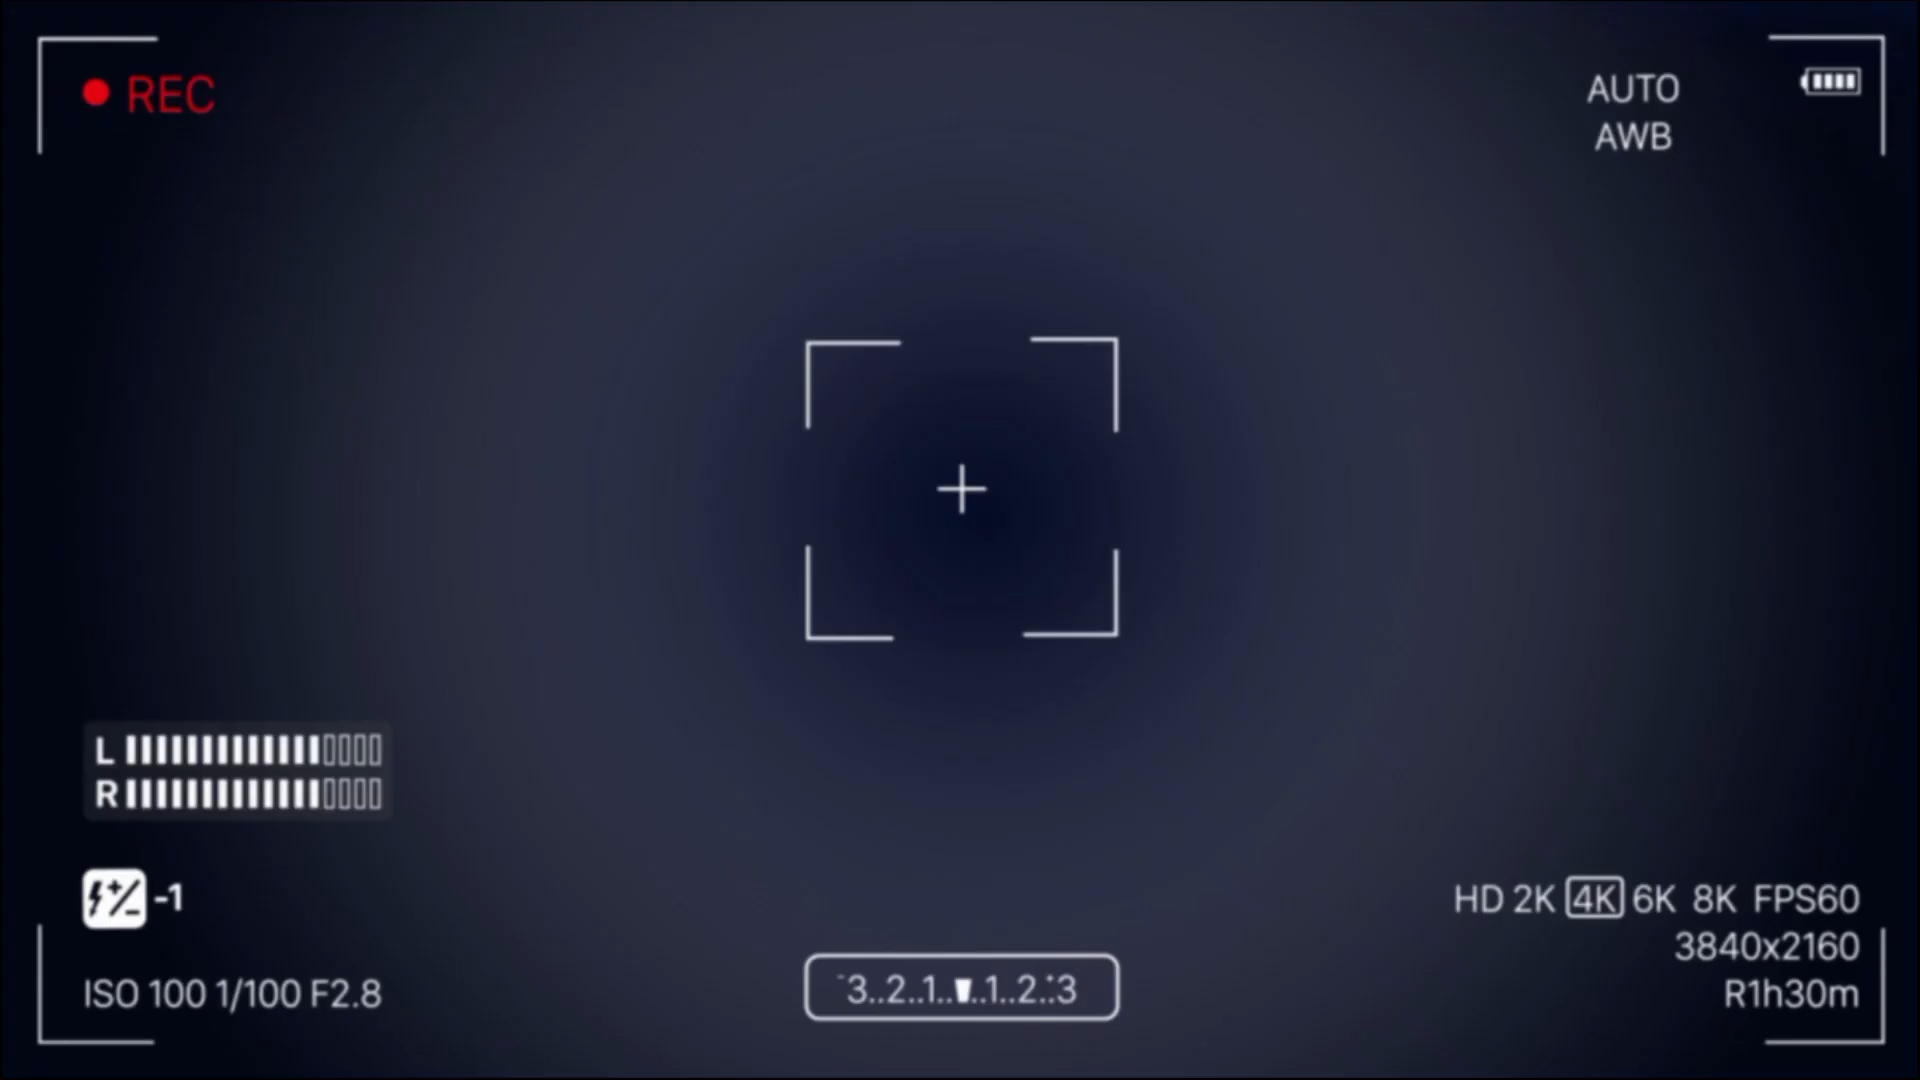 REC
AUTO
AWB
L
R
-1
ISO 100 1/100 F2.8
-3..2..1....1..2..+3
HD 2K 4K 6K 8K FPS60
3840x2160
R1h30m